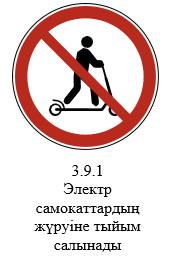 3.9.1
Электр
самокаттардың
жүруіне тыйым
салынады